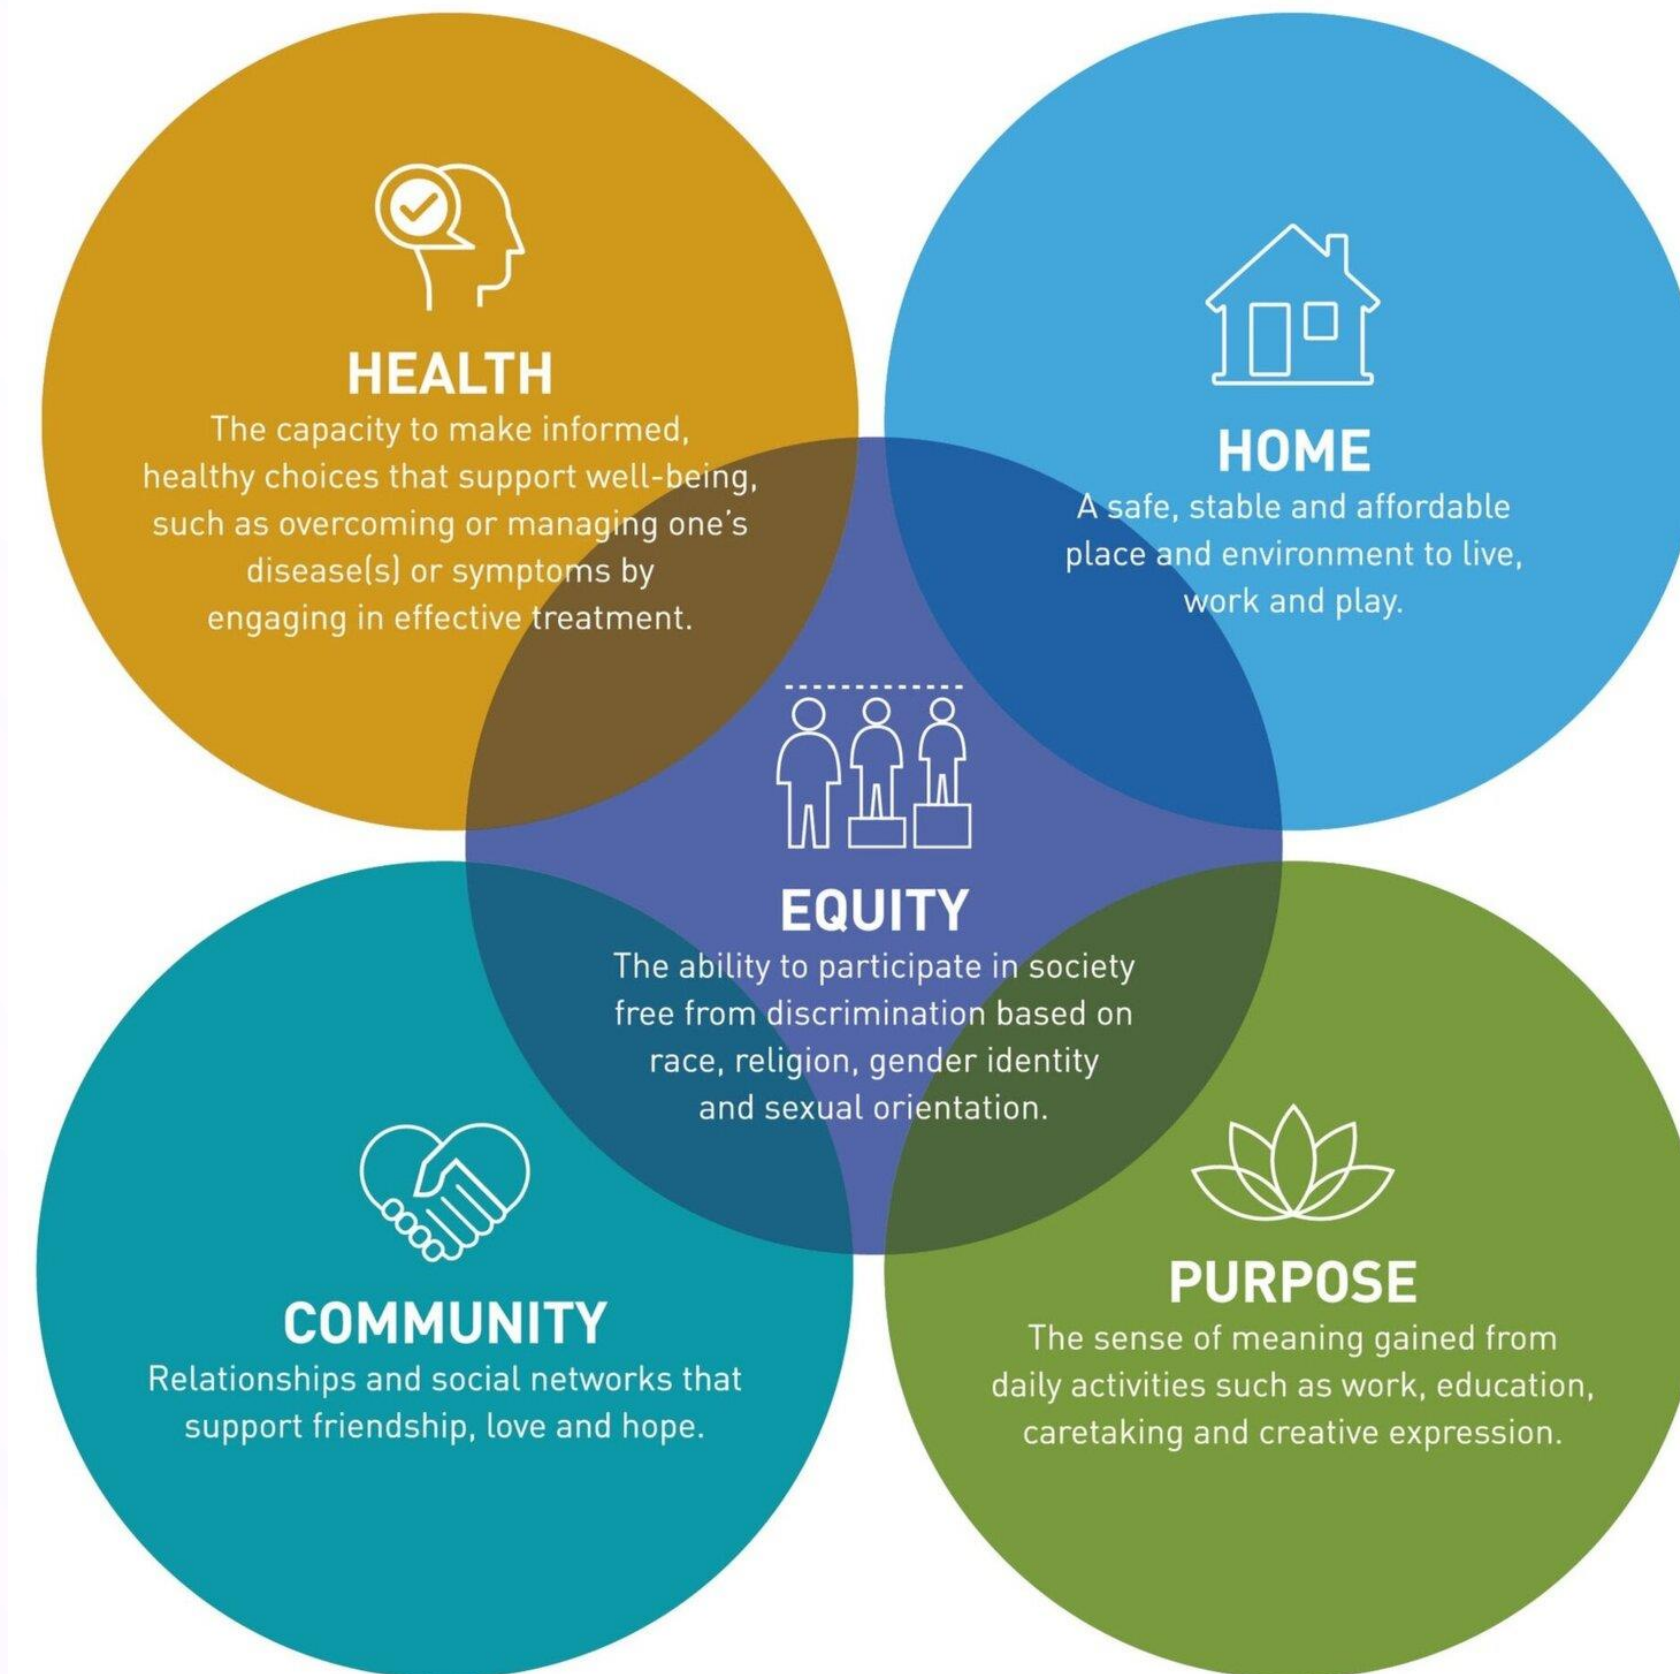 HEALTH
The capacity to make informed,
healthy choices that support well-being,
such as overcoming or managing one's
disease(s) or symptoms by
engaging in effective treatment.
HOME
A safe, stable and affordable
place and environment to live,
work and play.
EQUITY
The ability to participate in society
free from discrimination based on
race, religion, gender identity
and sexual orientation.
COMMUNITY
Relationships and social networks that
support friendship, love and hope.
PURPOSE
The sense of meaning gained from
daily activities such as work, education,
caretaking and creative expression.